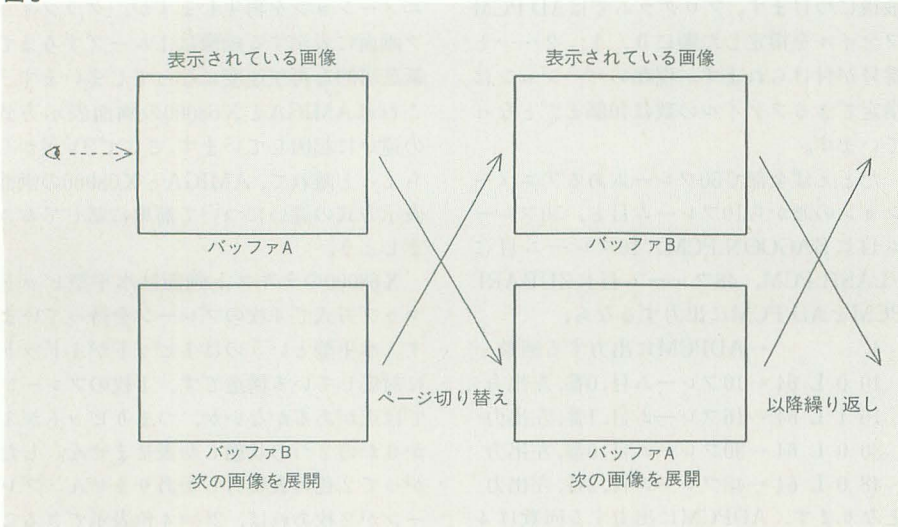 表示されている画像
表示されている画像
バッファA
バッファB
ページ切り替え
以降繰り返し
バッファB
バッファA
次の画像を展開
次の画像を展開